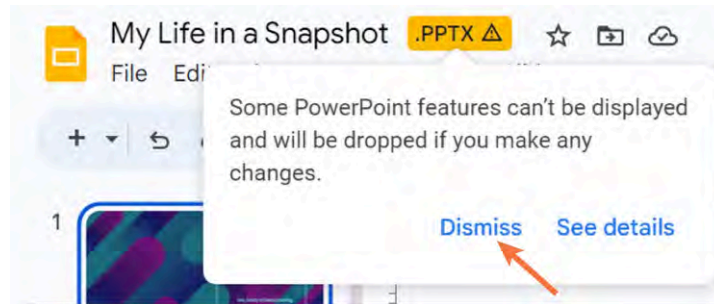 My Life in a Snapshot .PPTX
File
Some PowerPoint features can't be displayed
and will be dropped if you make any
changes.
Dismiss See details
1